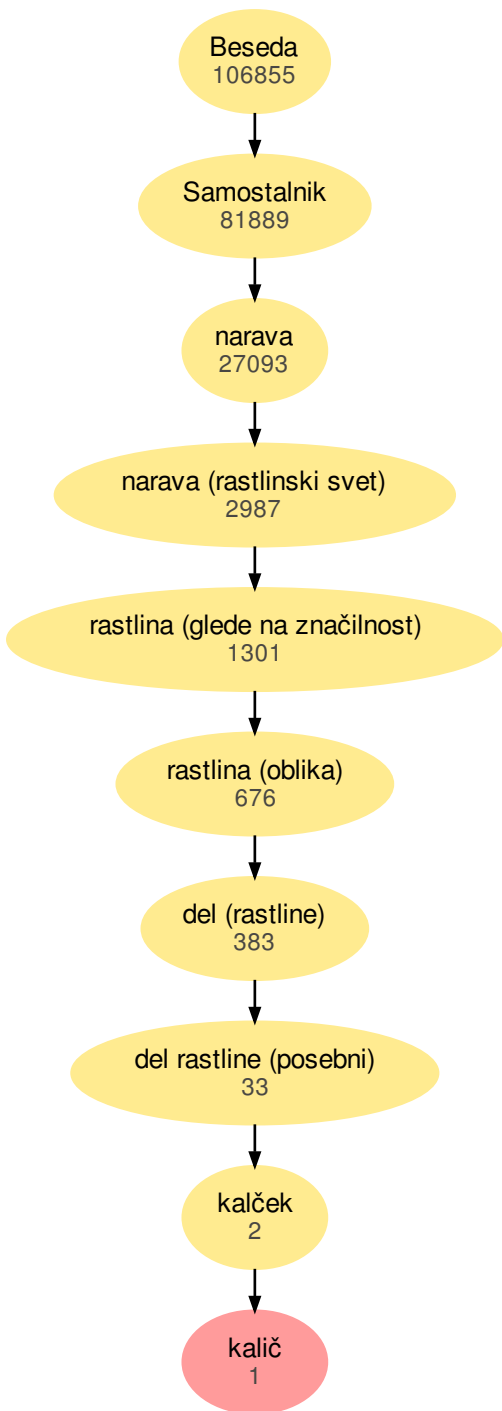 Beseda
106855
Samostalnik
81889
narava
27093
narava (rastlinski svet)
2987
rastlina (glede na značilnost)
1301
rastlina (oblika)
676
del (rastline)
383
del rastline (posebni)
33
kalček
2
kalič
1